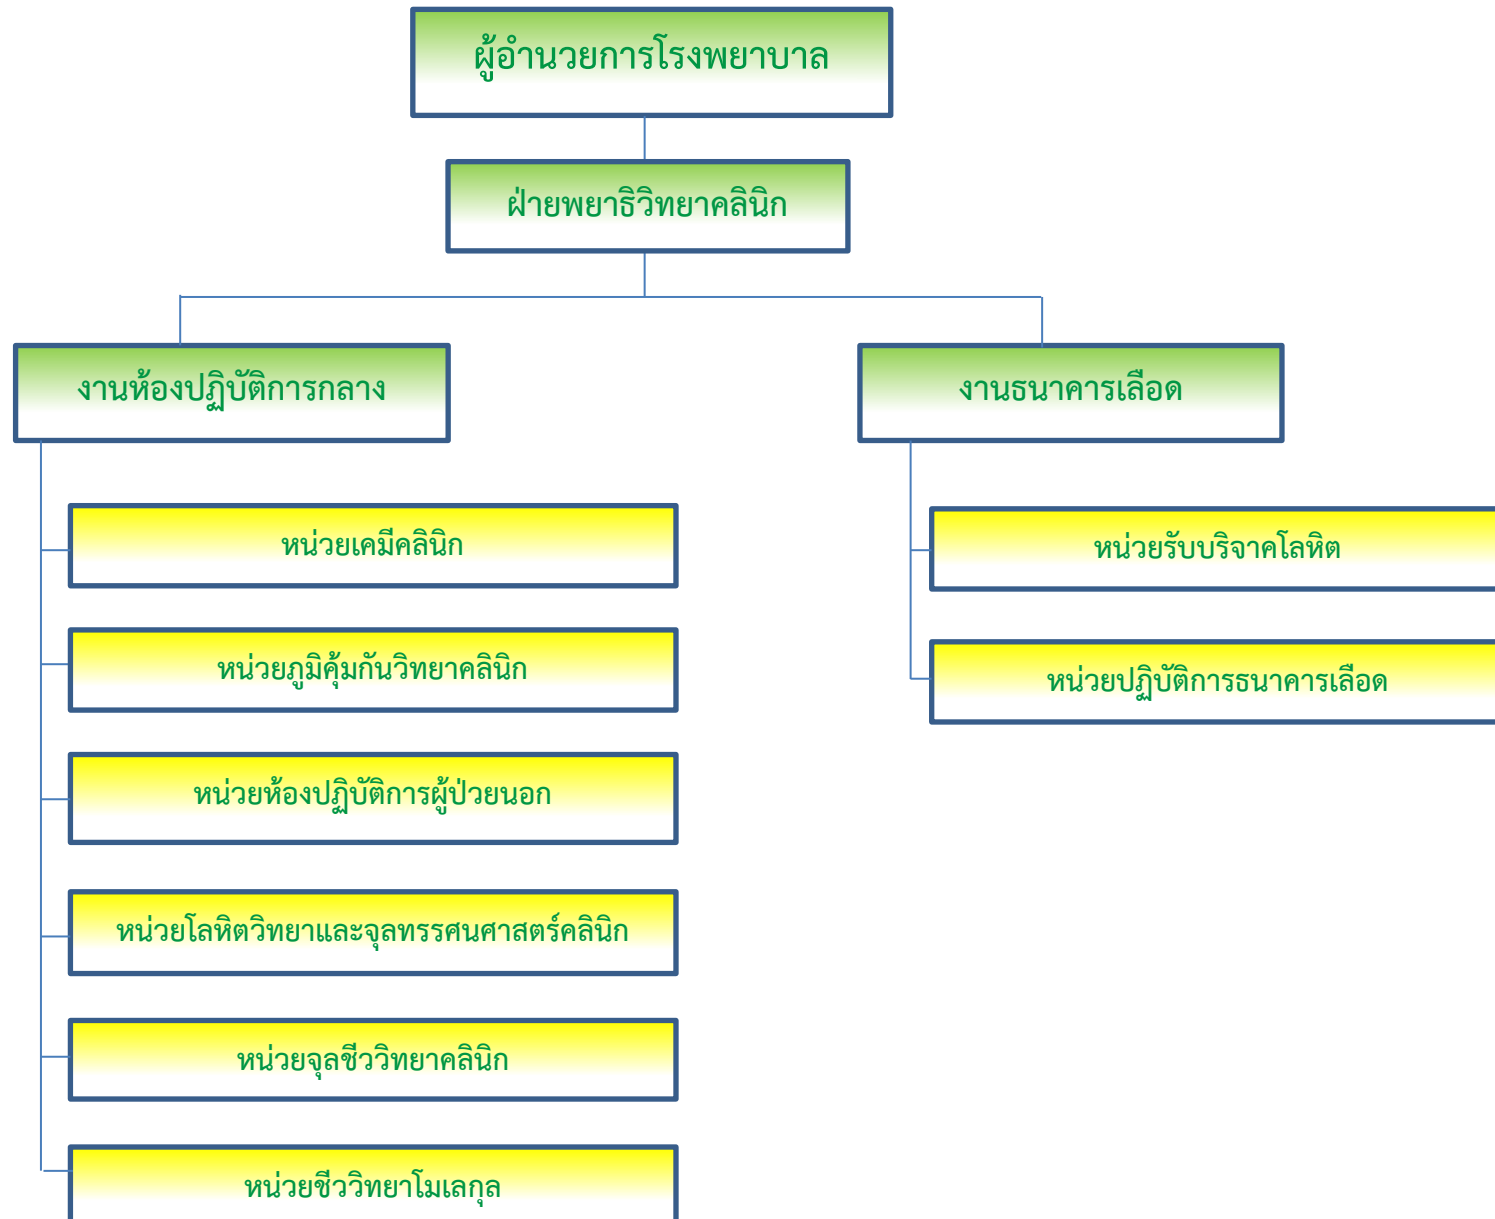 ผู้อำนวยการโรงพยาบาล
ฝ่ายพยาธิวิทยาคลินิก
งานห้องปฏิบัติการกลาง
งานธนาคารเลือด
หน่วยเคมีคลินิก
หน่วยภูมิคุ้มกันวิทยาคลินิก
หน่วยห้องปฏิบัติการผู้ป่วยนอก
หน่วยโลหิตวิทยาและจุลทรรศนศาสตร์คลินิก
หน่วยจุลชีววิทยาคลินิก
หน่วยชีววิทยาโมเลกุล
หน่วยรับบริจาคโลหิต
หน่วยปฏิบัติการธนาคารเลือด